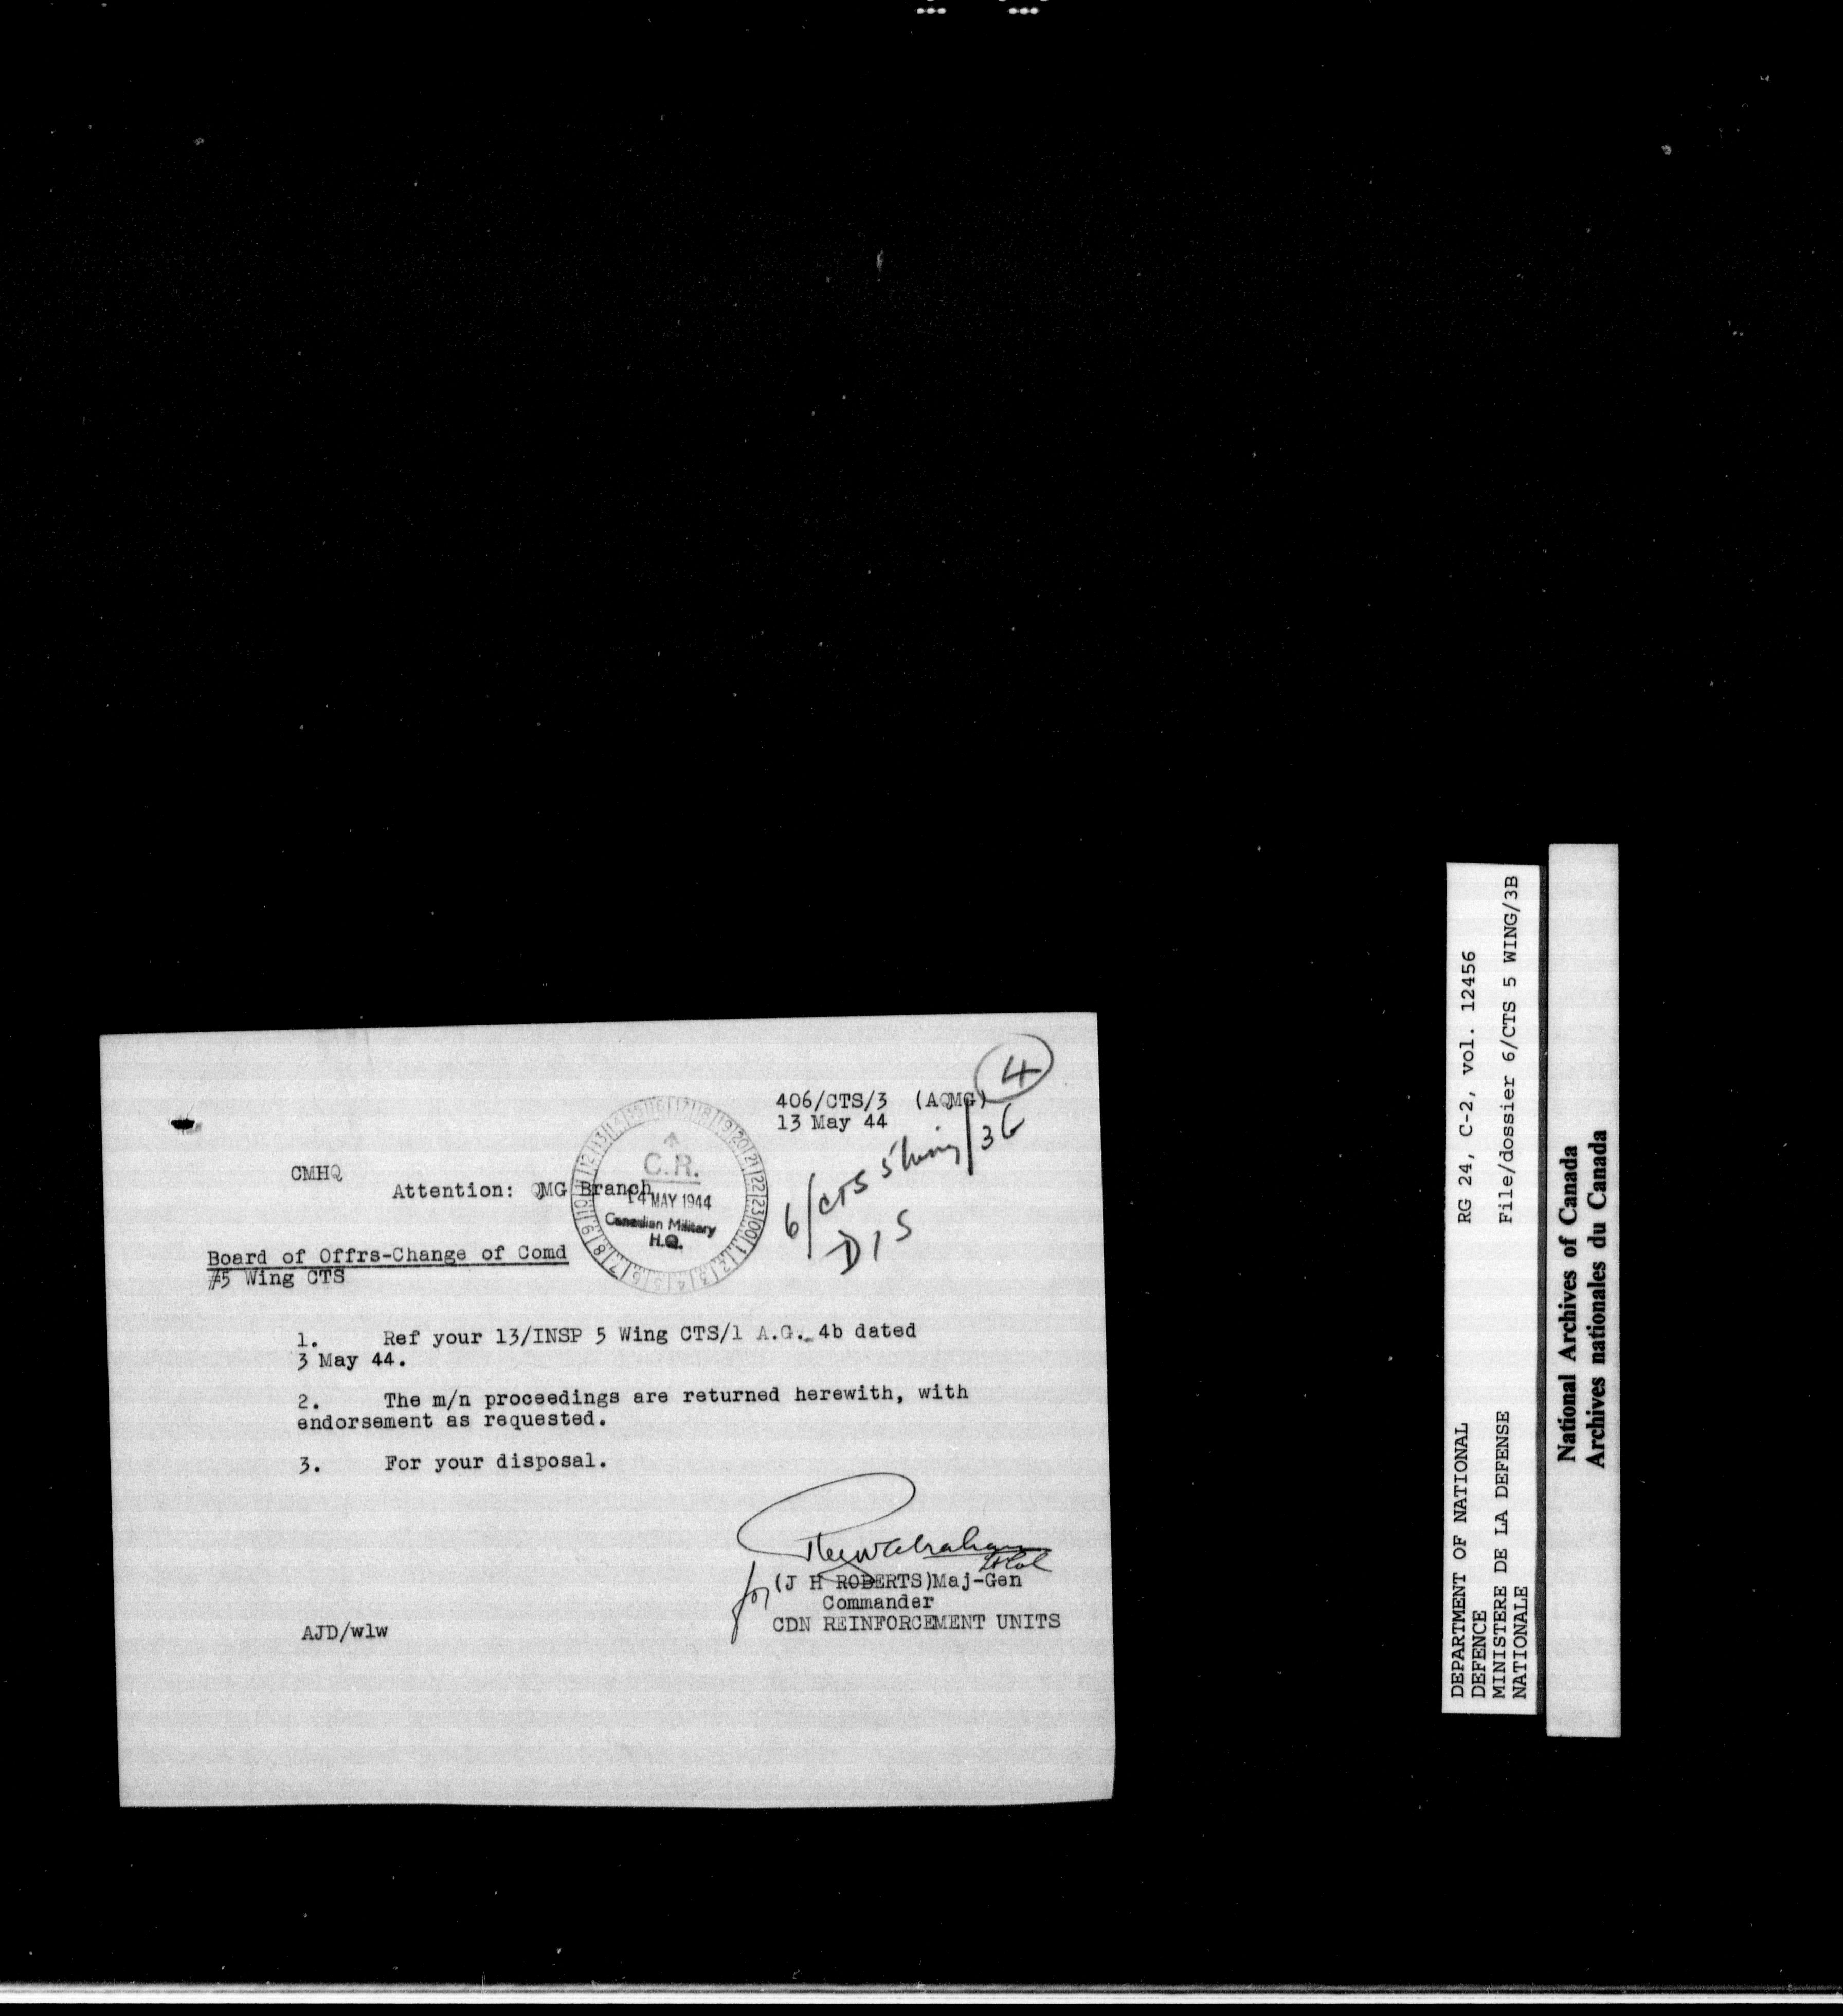 4
406/CTS/3 (AQMG)
13 May 44
6/CTS 5 Wing/3
DIS
CMHQ
Attention: QMG Branch
C.R.
14 MAY 1944
Canadian Military
H.Q.
Board of Offrs-Change of Comd
#5 Wing CTS
1. Ref your 13/INSP 5 Wing CTS/1 A.G. 4b dated
3 May 44.
2. The m/n proceedings are returned herewith, with
endorsement as requested.
3. For your disposal.
for (J H ROBERTS)Maj-Gen
Commander
CDN REINFORCEMENT UNITS
AJD/wlw
DEPARTMENT OF NATIONAL
DEFENCE
MINISTERE DE LA DEFENSE
NATIONALE
RG 24, C-2, vol. 12456
File/dossier 6/CTS 5 WING/3B
National Archives of Canada
Archives nationales du Canada